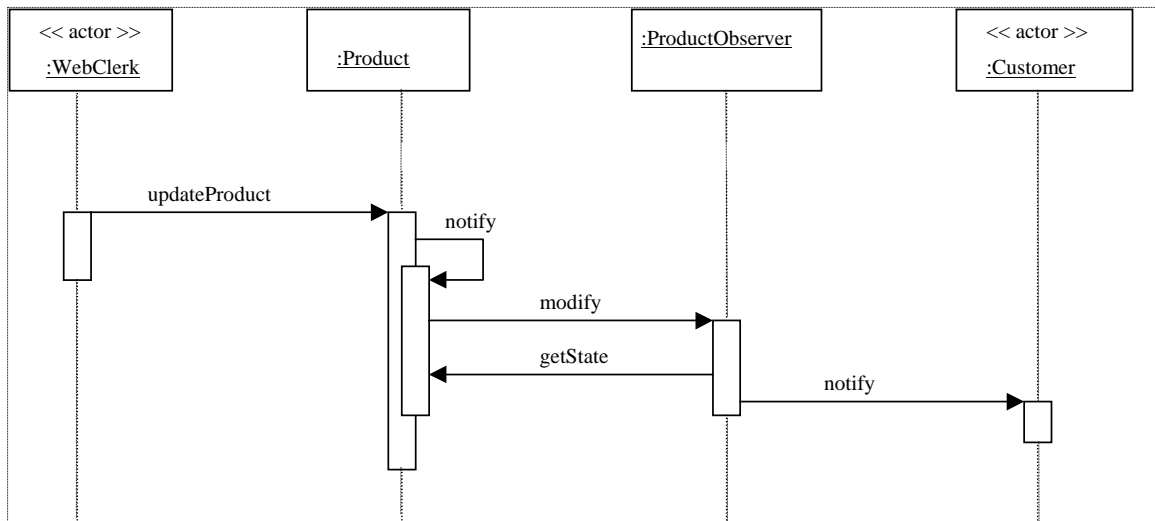 << actor >>
:WebClerk
:Product
:ProductObserver
<< actor >>
:Customer
updateProduct
notify
modify
getState
notify